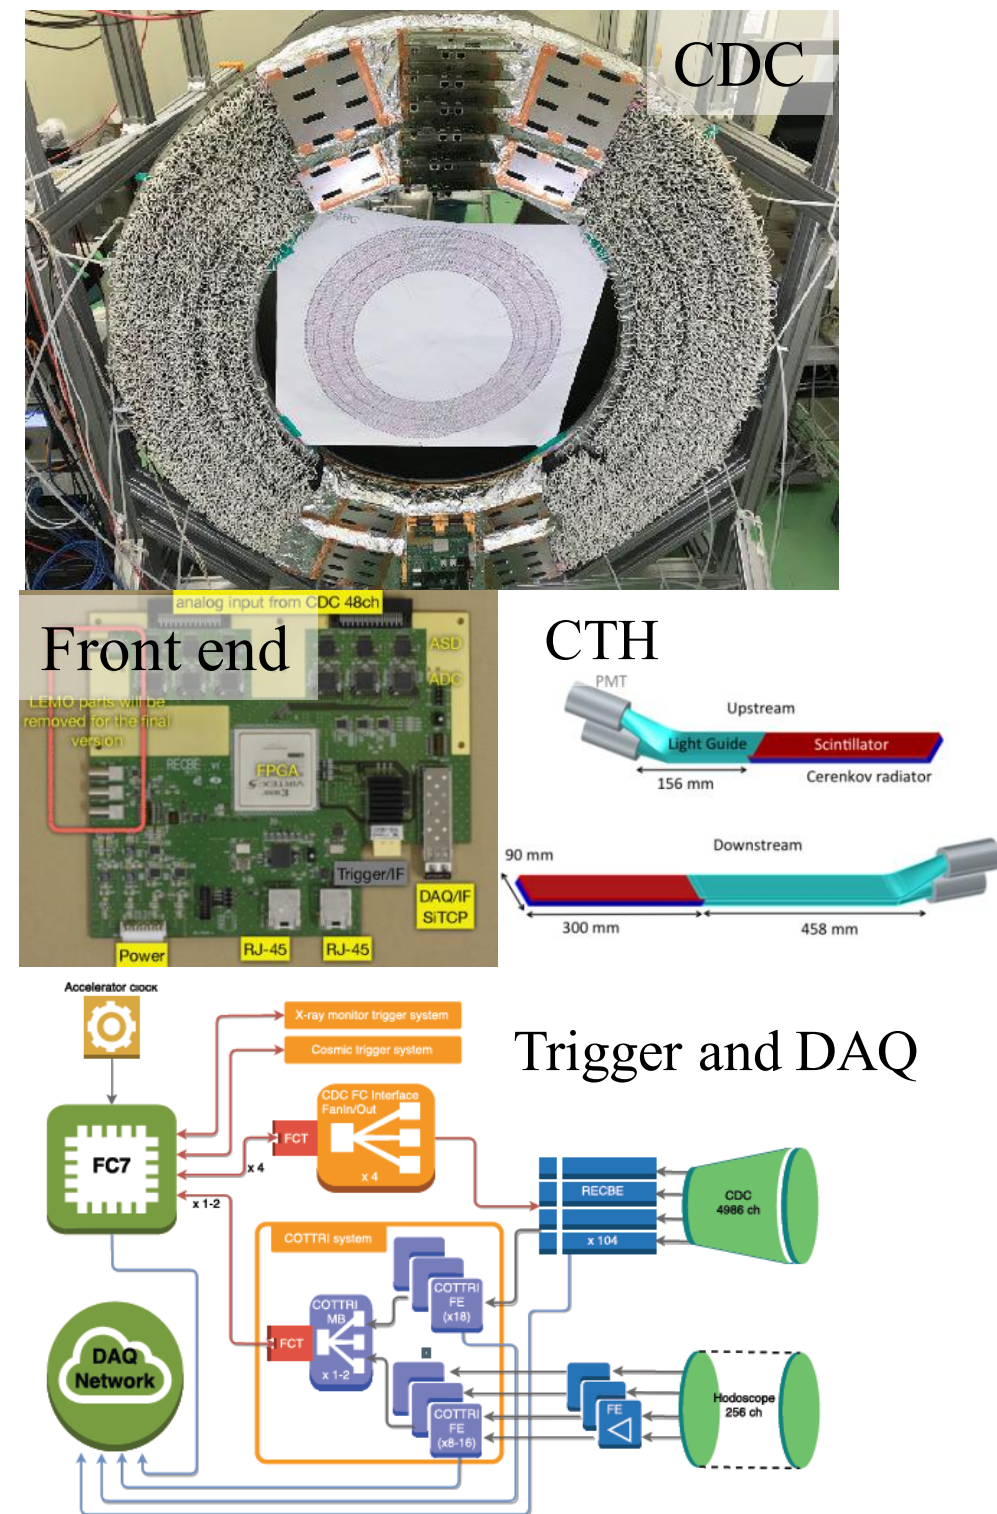 CDC
analog input from CDC 48ch
Front end
ASD
ADC
LEMO parts will be
removed for the final
version
RECBE
FPGA
VIRTEX-5
Trigger/IF
DAQ/IF
SiTCP
RJ-45
RJ-45
Power
CTH
PMT
Upstream
Light Guide
Scintillator
156 mm
Cerenkov radiator
Downstream
90 mm
300 mm
458 mm
Accelerator clock
X-ray monitor trigger system
Cosmic trigger system
Trigger and DAQ
CDC FC Interface
FanIn/Out
FCT
x 4
x 4
FC7
x 1-2
RECBE
x 104
CDC
4986 ch
COTTRI system
COTTRI
FE
(x18)
COTTRI
MB
x 1-2
FCT
DAQ
Network
COTTRI
FE
(x8-16)
FE
Hodoscope
256 ch